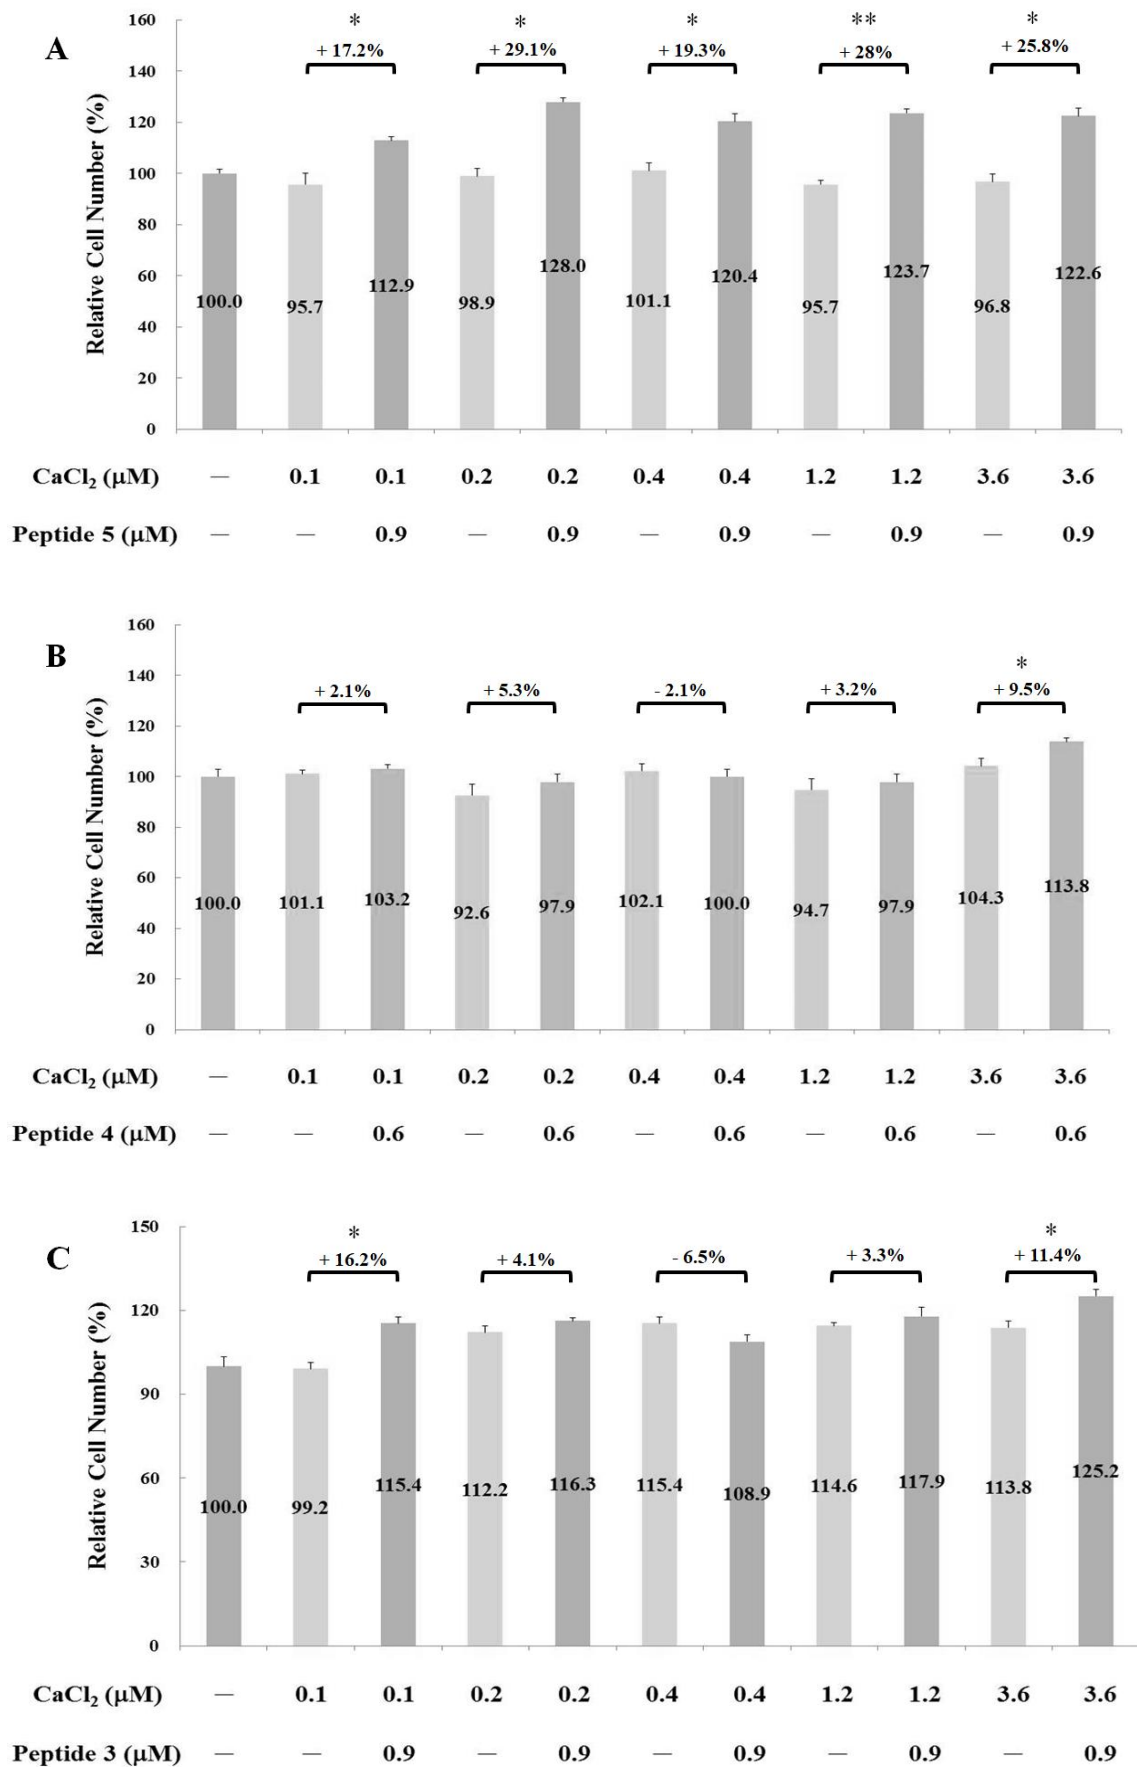 A
Relative Cell Number (%)
160
140
120
100
80
60
40
20
0
* * * ** *
+ 17.2% + 29.1% + 19.3% + 28% + 25.8%
100.0 95.7 112.9 98.9 128.0 101.1 120.4 95.7 123.7 96.8 122.6
CaCl₂ (μM) — 0.1 0.1 0.2 0.2 0.4 0.4 1.2 1.2 3.6 3.6
Peptide 5 (μM) — — 0.9 — 0.9 — 0.9 — 0.9 — 0.9
B
Relative Cell Number (%)
160
140
120
100
80
60
40
20
0
*
+ 2.1% + 5.3% - 2.1% + 3.2% + 9.5%
100.0 101.1 103.2 92.6 97.9 102.1 100.0 94.7 97.9 104.3 113.8
CaCl₂ (μM) — 0.1 0.1 0.2 0.2 0.4 0.4 1.2 1.2 3.6 3.6
Peptide 4 (μM) — — 0.6 — 0.6 — 0.6 — 0.6 — 0.6
C
Relative Cell Number (%)
150
120
90
60
30
0
* *
+ 16.2% + 4.1% - 6.5% + 3.3% + 11.4%
100.0 99.2 115.4 112.2 116.3 115.4 108.9 114.6 117.9 113.8 125.2
CaCl₂ (μM) — 0.1 0.1 0.2 0.2 0.4 0.4 1.2 1.2 3.6 3.6
Peptide 3 (μM) — — 0.9 — 0.9 — 0.9 — 0.9 — 0.9